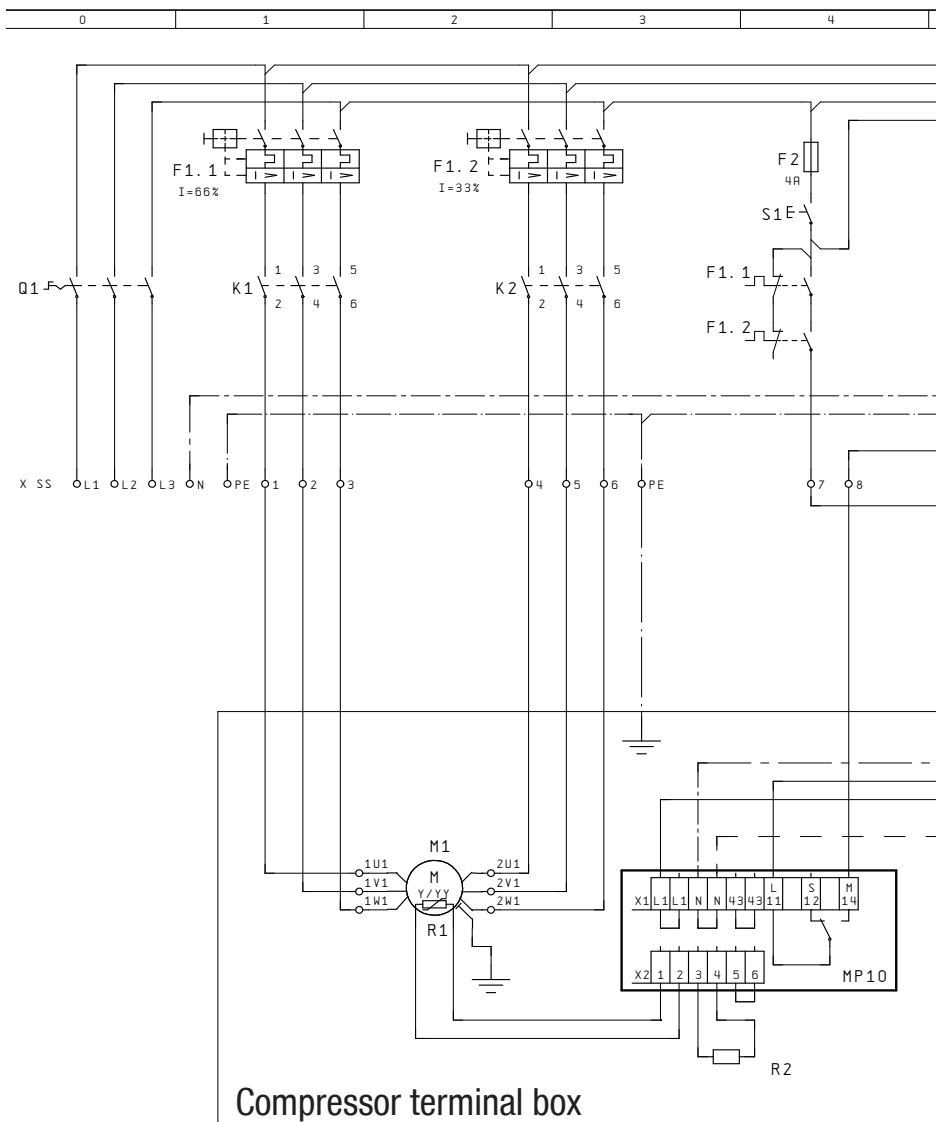 0 1 2 3 4
F1.1
I=66%
F1.2
I=33%
F2
4A
S1
Q1
K1
1 3 5
2 4 6
K2
1 3 5
2 4 6
F1.1
F1.2
X SS L1 L2 L3 N PE 1 2 3 4 5 6 PE 7 8
M1
1U1
1V1
1W1
M
Y/YY
2U1
2V1
2W1
R1
X1 L1 L1 N N 43 43 L 11 S 12 M 14
X2 1 2 3 4 5 6
MP10
R2
Compressor terminal box